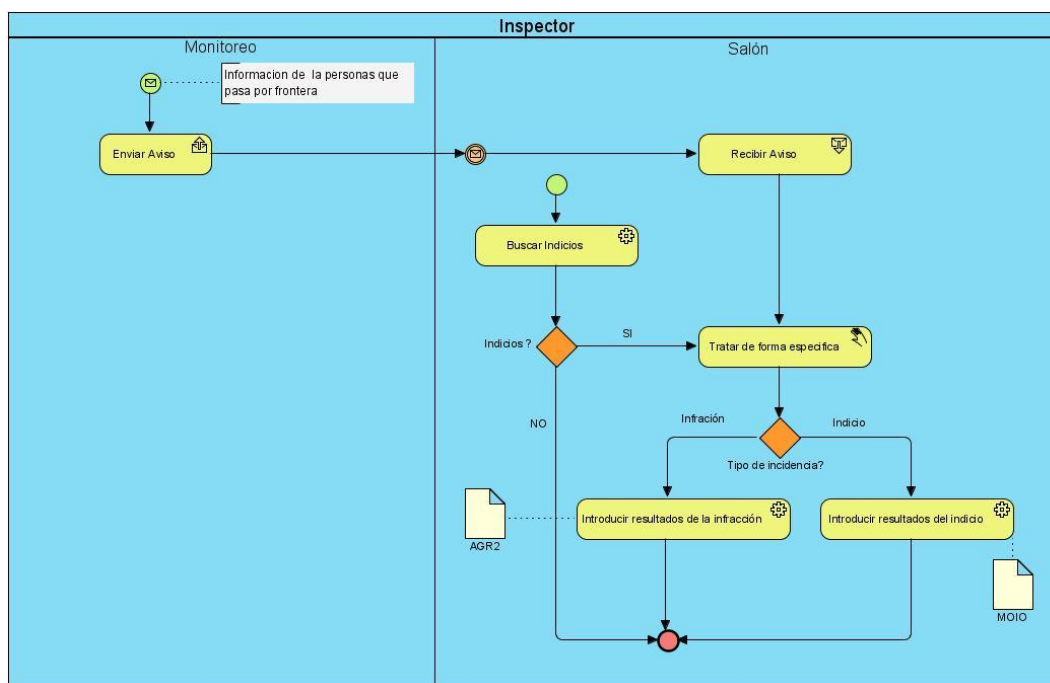 Inspector
Monitoreo
Salón
Informacion de la personas que
pasa por frontera
Enviar Aviso
Recibir Aviso
Buscar Indicios
Indicios ?
SI
Tratar de forma especifica
NO
Infración
Indicio
Tipo de incidencia?
Introducir resultados de la infracción
Introducir resultados del indicio
AGR2
MOIO